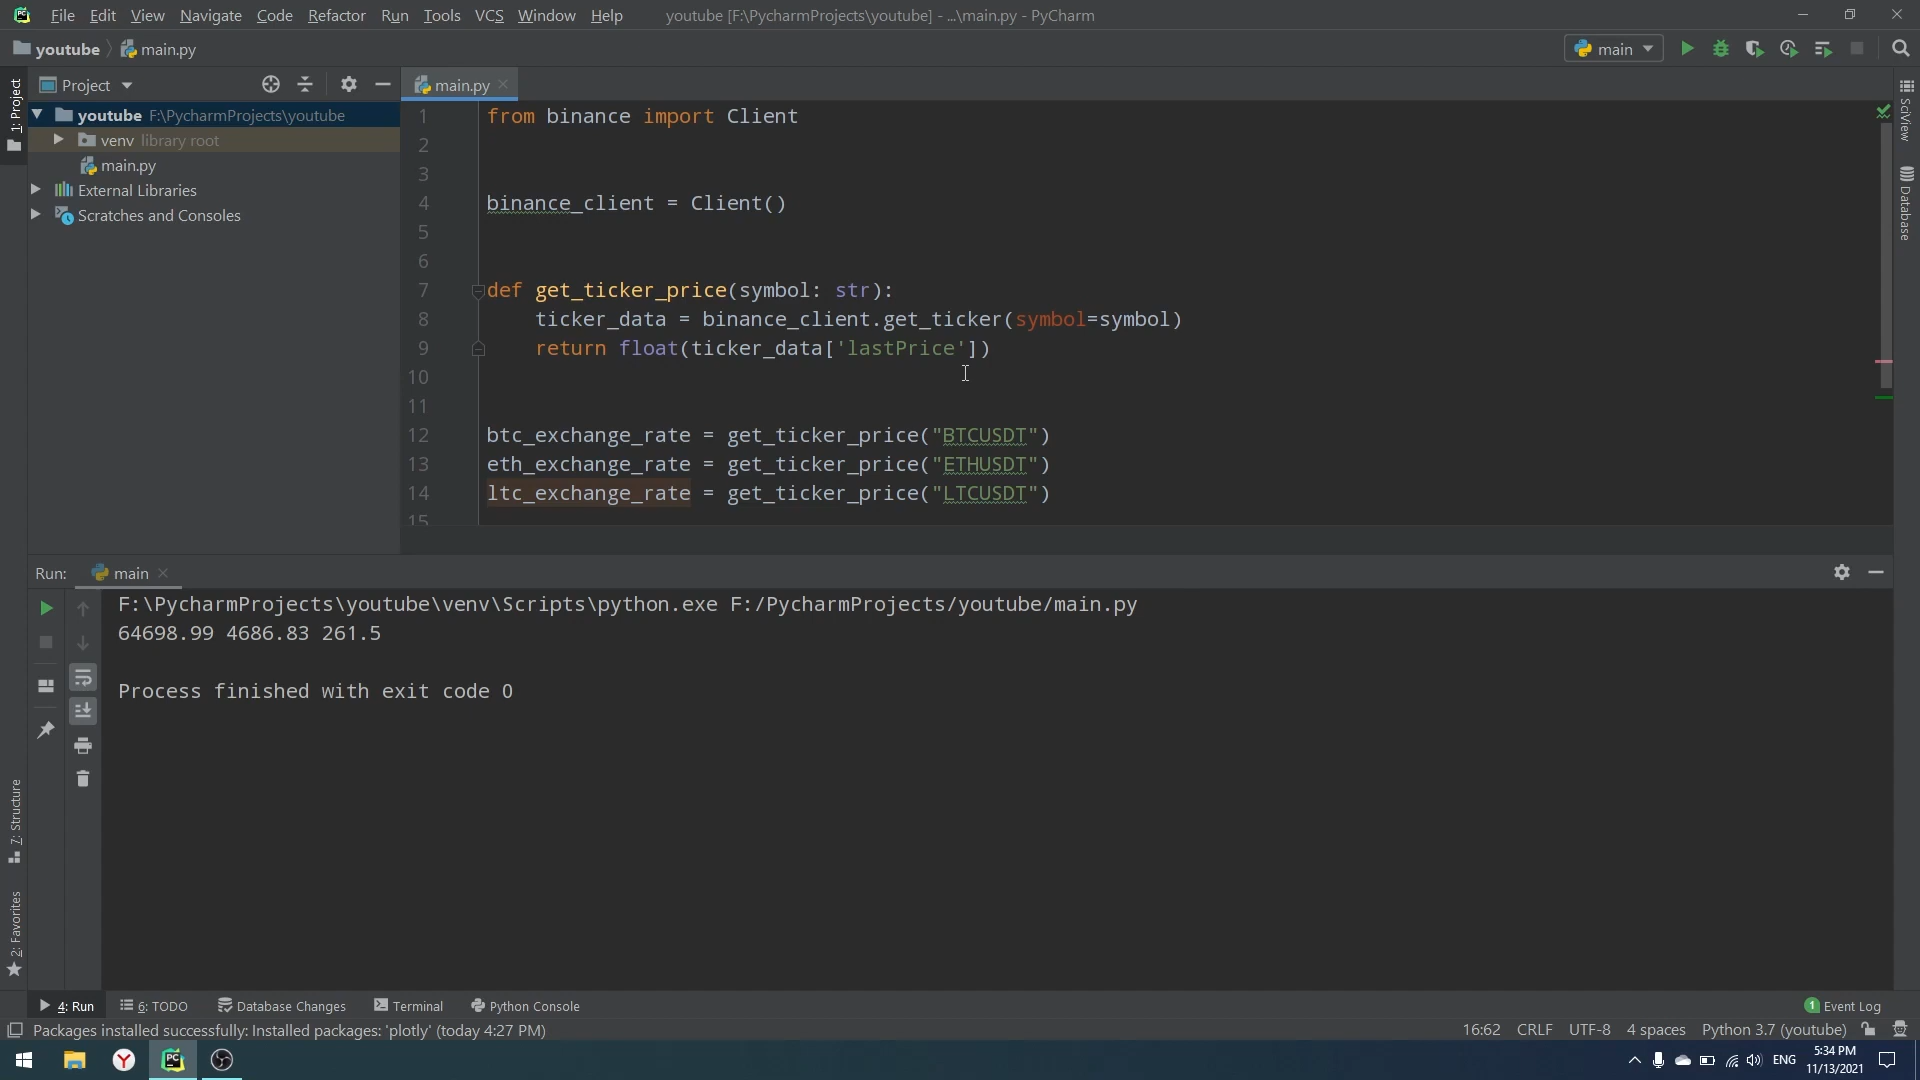 File Edit View Navigate Code Refactor Run Tools VCS Window Help youtube [F:\PycharmProjects\youtube] - ...\main.py - PyCharm
youtube main.py main
1: Project
Project
main.py
youtube F:\PycharmProjects\youtube
venv library root
main.py
External Libraries
Scratches and Consoles
1 from binance import Client
2
3
4 binance_client = Client()
5
6
7 def get_ticker_price(symbol: str):
8 ticker_data = binance_client.get_ticker(symbol=symbol)
9 return float(ticker_data['lastPrice'])
10
11
12 btc_exchange_rate = get_ticker_price("BTCUSDT")
13 eth_exchange_rate = get_ticker_price("ETHUSDT")
14 ltc_exchange_rate = get_ticker_price("LTCUSDT")
15
SciView
Database
Run: main
F:\PycharmProjects\youtube\venv\Scripts\python.exe F:/PycharmProjects/youtube/main.py
64698.99 4686.83 261.5
Process finished with exit code 0
7: Structure
2: Favorites
4: Run 6: TODO Database Changes Terminal Python Console 1 Event Log
Packages installed successfully: Installed packages: 'plotly' (today 4:27 PM) 16:62 CRLF UTF-8 4 spaces Python 3.7 (youtube)
ENG 5:34 PM
11/13/2021